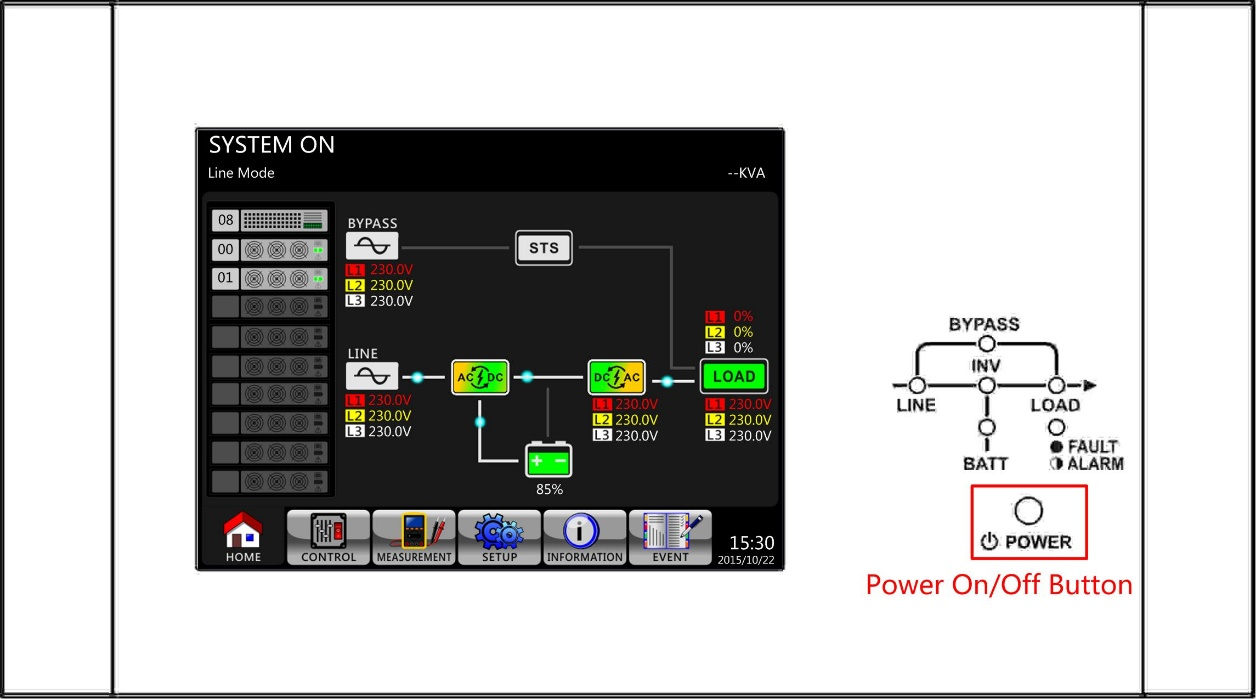 SYSTEM ON
Line Mode
--KVA
08
00
01
BYPASS
L1 230.0V
L2 230.0V
L3 230.0V
STS
L1 0%
L2 0%
L3 0%
LINE
AC DC
DC AC
LOAD
L1 230.0V
L2 230.0V
L3 230.0V
L1 230.0V
L2 230.0V
L3 230.0V
L1 230.0V
L2 230.0V
L3 230.0V
+ −
85%
HOME
CONTROL
MEASUREMENT
SETUP
i
INFORMATION
EVENT
15:30
2015/10/22
BYPASS
INV
LINE
LOAD
BATT
FAULT
ALARM
POWER
Power On/Off Button